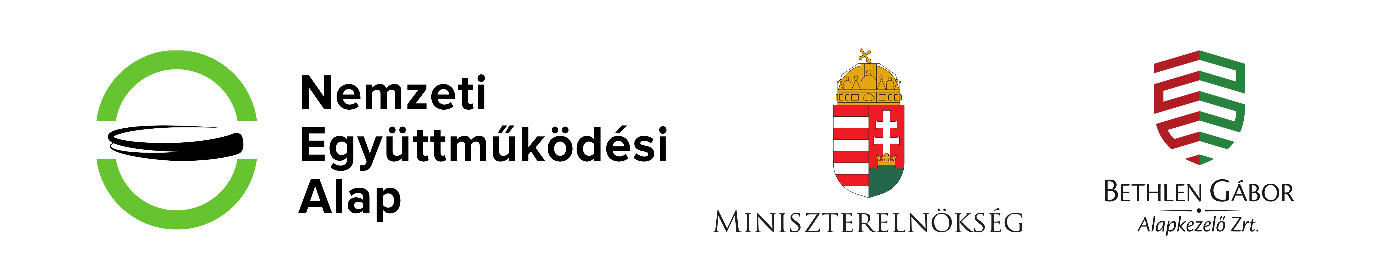 Nemzeti
Együttműködési
Alap
MINISZTERELNÖKSÉG
BETHLEN GÁBOR
Alapkezelő Zrt.